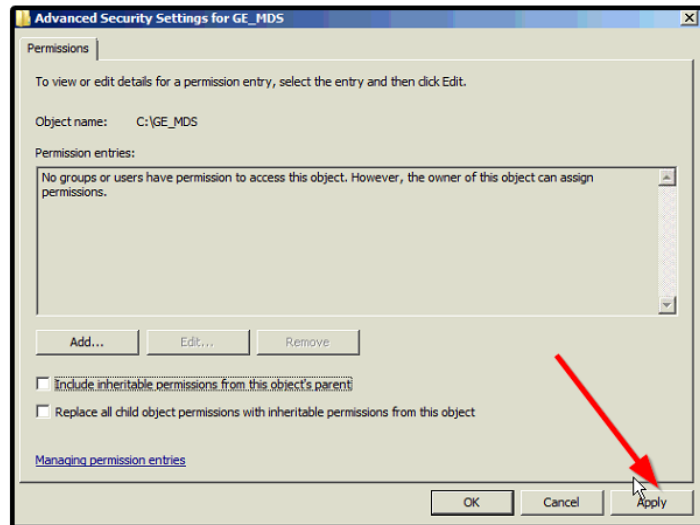 Advanced Security Settings for GE_MDS
Permissions
To view or edit details for a permission entry, select the entry and then click Edit.
Object name: C:\GE_MDS
Permission entries:
No groups or users have permission to access this object. However, the owner of this object can assign
permissions.
Add... Edit... Remove
Include inheritable permissions from this object's parent
Replace all child object permissions with inheritable permissions from this object
Managing permission entries
OK Cancel Apply